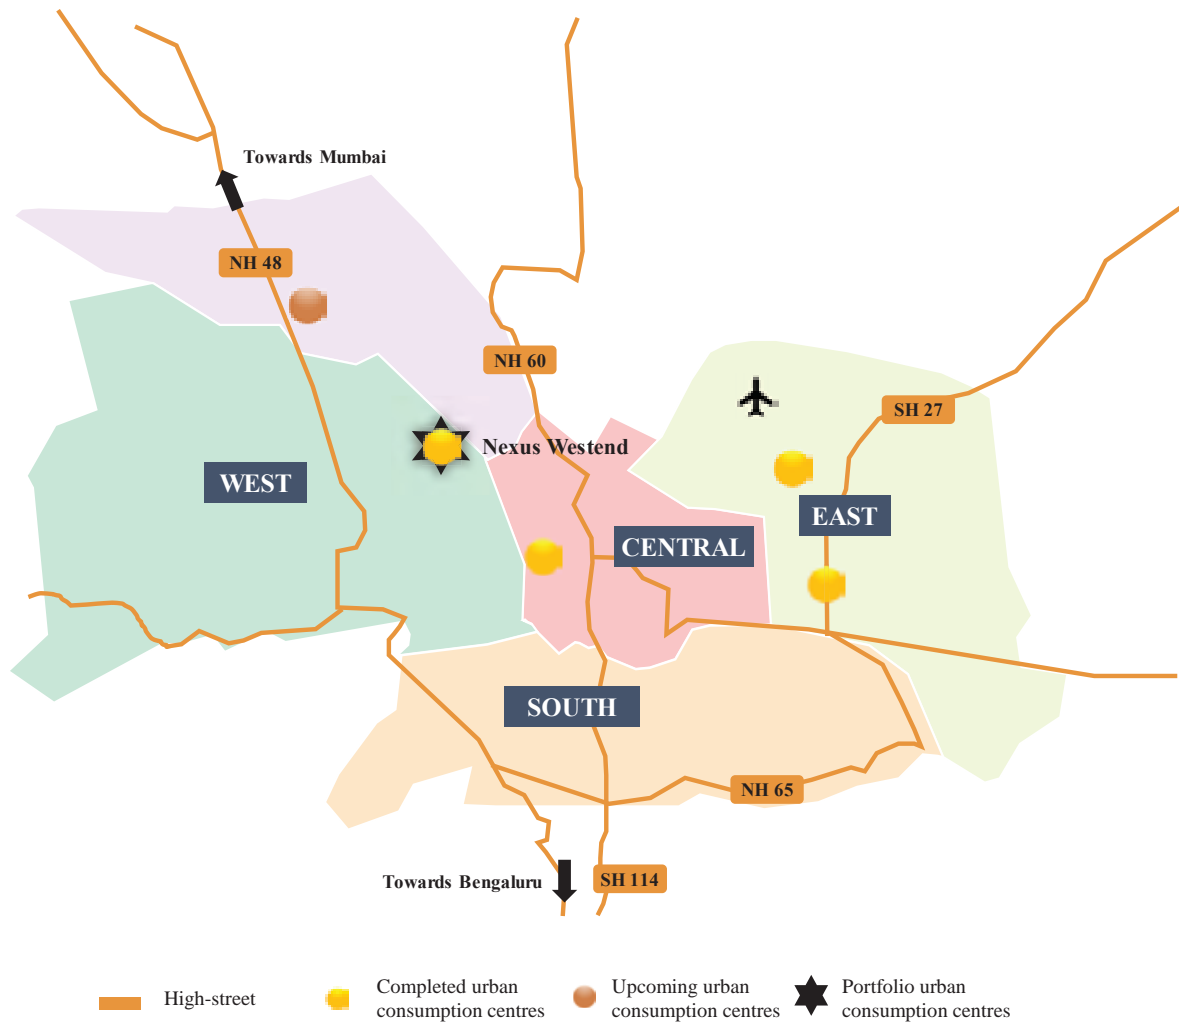 Towards Mumbai
NH 48
NH 60
SH 27
Nexus Westend
WEST
EAST
CENTRAL
SOUTH
NH 65
Towards Bengaluru
SH 114
High-street
Completed urban
consumption centres
Upcoming urban
consumption centres
Portfolio urban
consumption centres